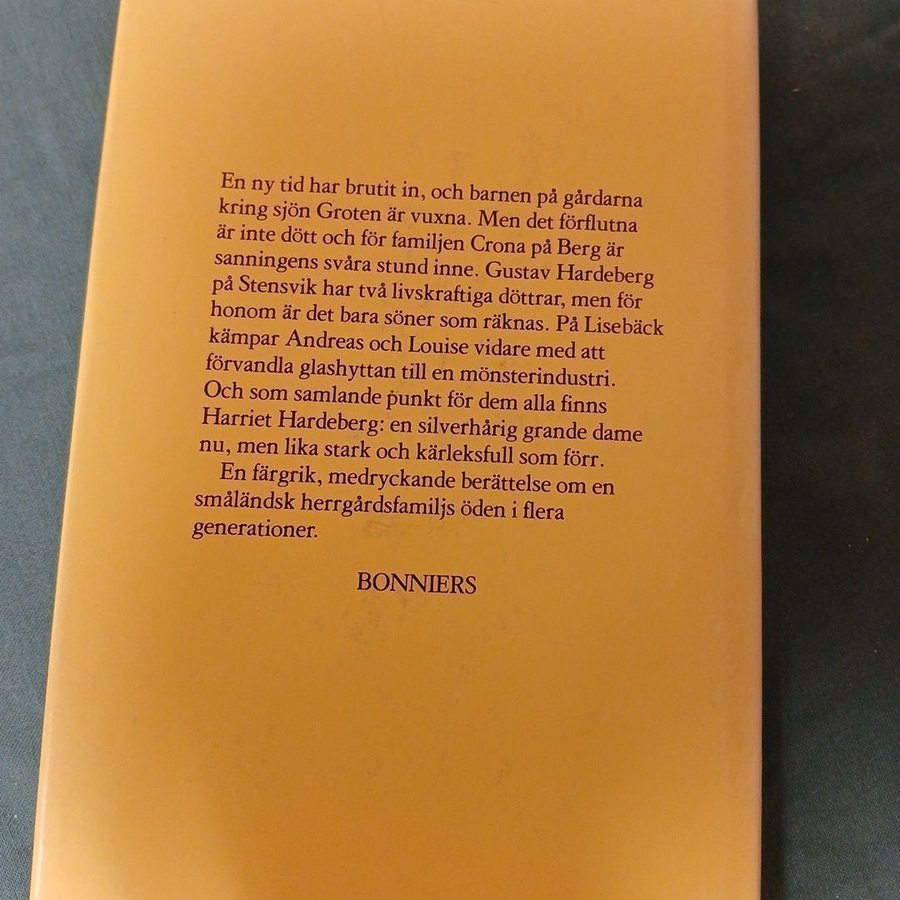 En ny tid har brutit in, och barnen på gårdarna
kring sjön Groten är vuxna. Men det förflutna
är inte dött och för familjen Crona på Berg är
sanningens svåra stund inne. Gustav Hardeberg
på Stensvik har två livskraftiga döttrar, men för
honom är det bara söner som räknas. På Lisebäck
kämpar Andreas och Louise vidare med att
förvandla glashyttan till en mönsterindustri.
Och som samlande punkt för dem alla finns
Harriet Hardeberg: en silverhårig grande dame
nu, men lika stark och kärleksfull som förr.
En färgrik, medryckande berättelse om en
småländsk herrgårdsfamiljs öden i flera
generationer.
BONNIERS